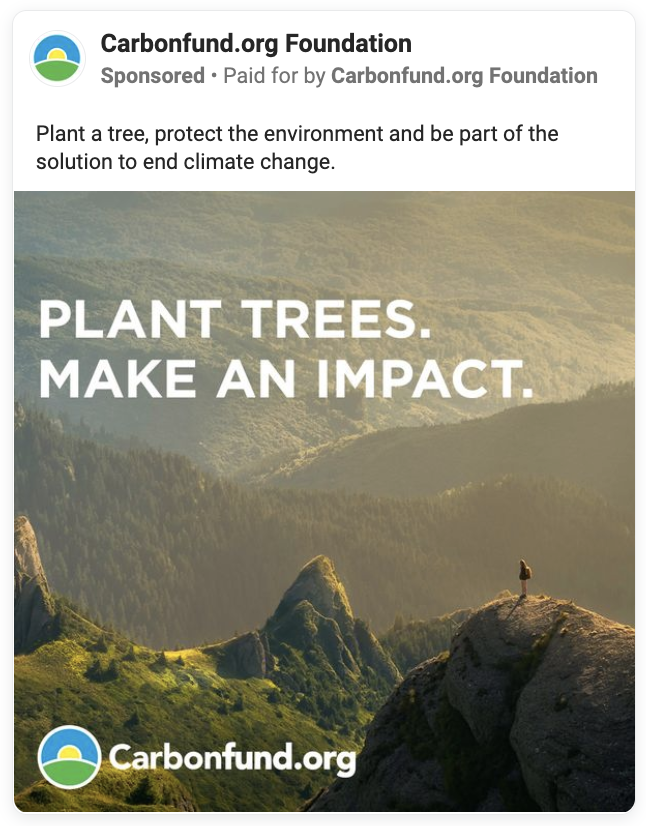 Carbonfund.org Foundation
Sponsored • Paid for by Carbonfund.org Foundation
Plant a tree, protect the environment and be part of the
solution to end climate change.
PLANT TREES.
MAKE AN IMPACT.
Carbonfund.org